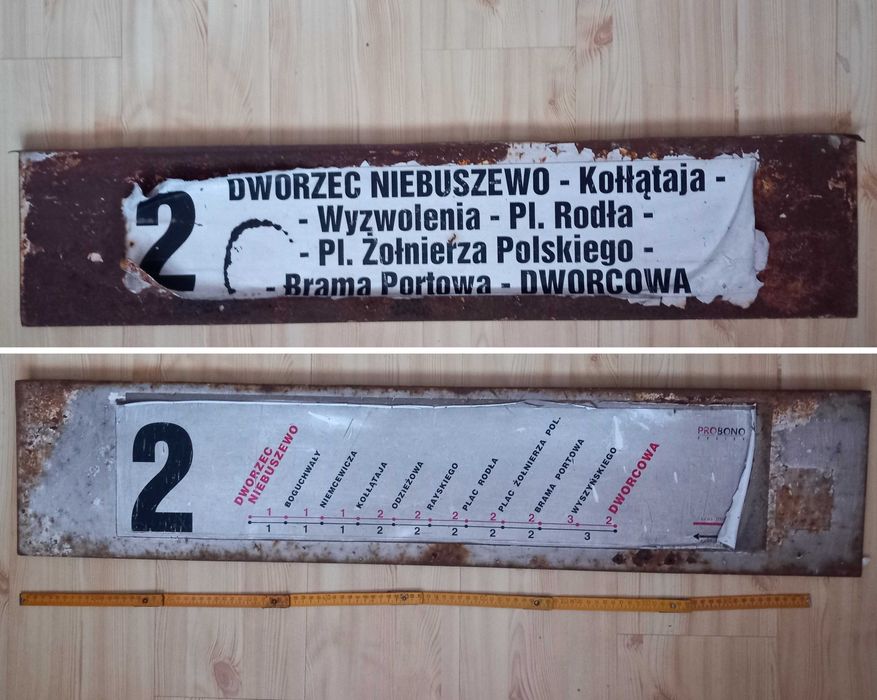 2
DWORZEC NIEBUSZEWO - Kołłątaja -
- Wyzwolenia - Pl. Rodła -
- Pl. Żołnierza Polskiego -
- Brama Portowa - DWORCOWA
2
DWORZEC
NIEBUSZEWO
BOGUCHWAŁY
NIEMCEWICZA
KOŁŁĄTAJA
ODZIEŻOWA
RAYSKIEGO
PLAC RODŁA
PLAC ŻOŁNIERZA POL.
BRAMA PORTOWA
WYSZYŃSKIEGO
DWORCOWA
1 1 1 2 2 2 2 2 3 2
1 1 1 2 2 2 2 2 3
PROBONO